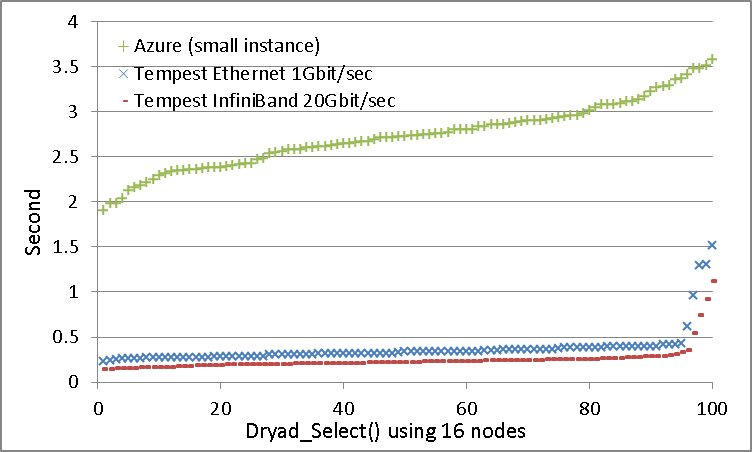 4
3.5
3
2.5
2
1.5
1
0.5
0
Second
Azure (small instance)
Tempest Ethernet 1Gbit/sec
Tempest InfiniBand 20Gbit/sec
0 20 40 60 80 100
Dryad_Select() using 16 nodes